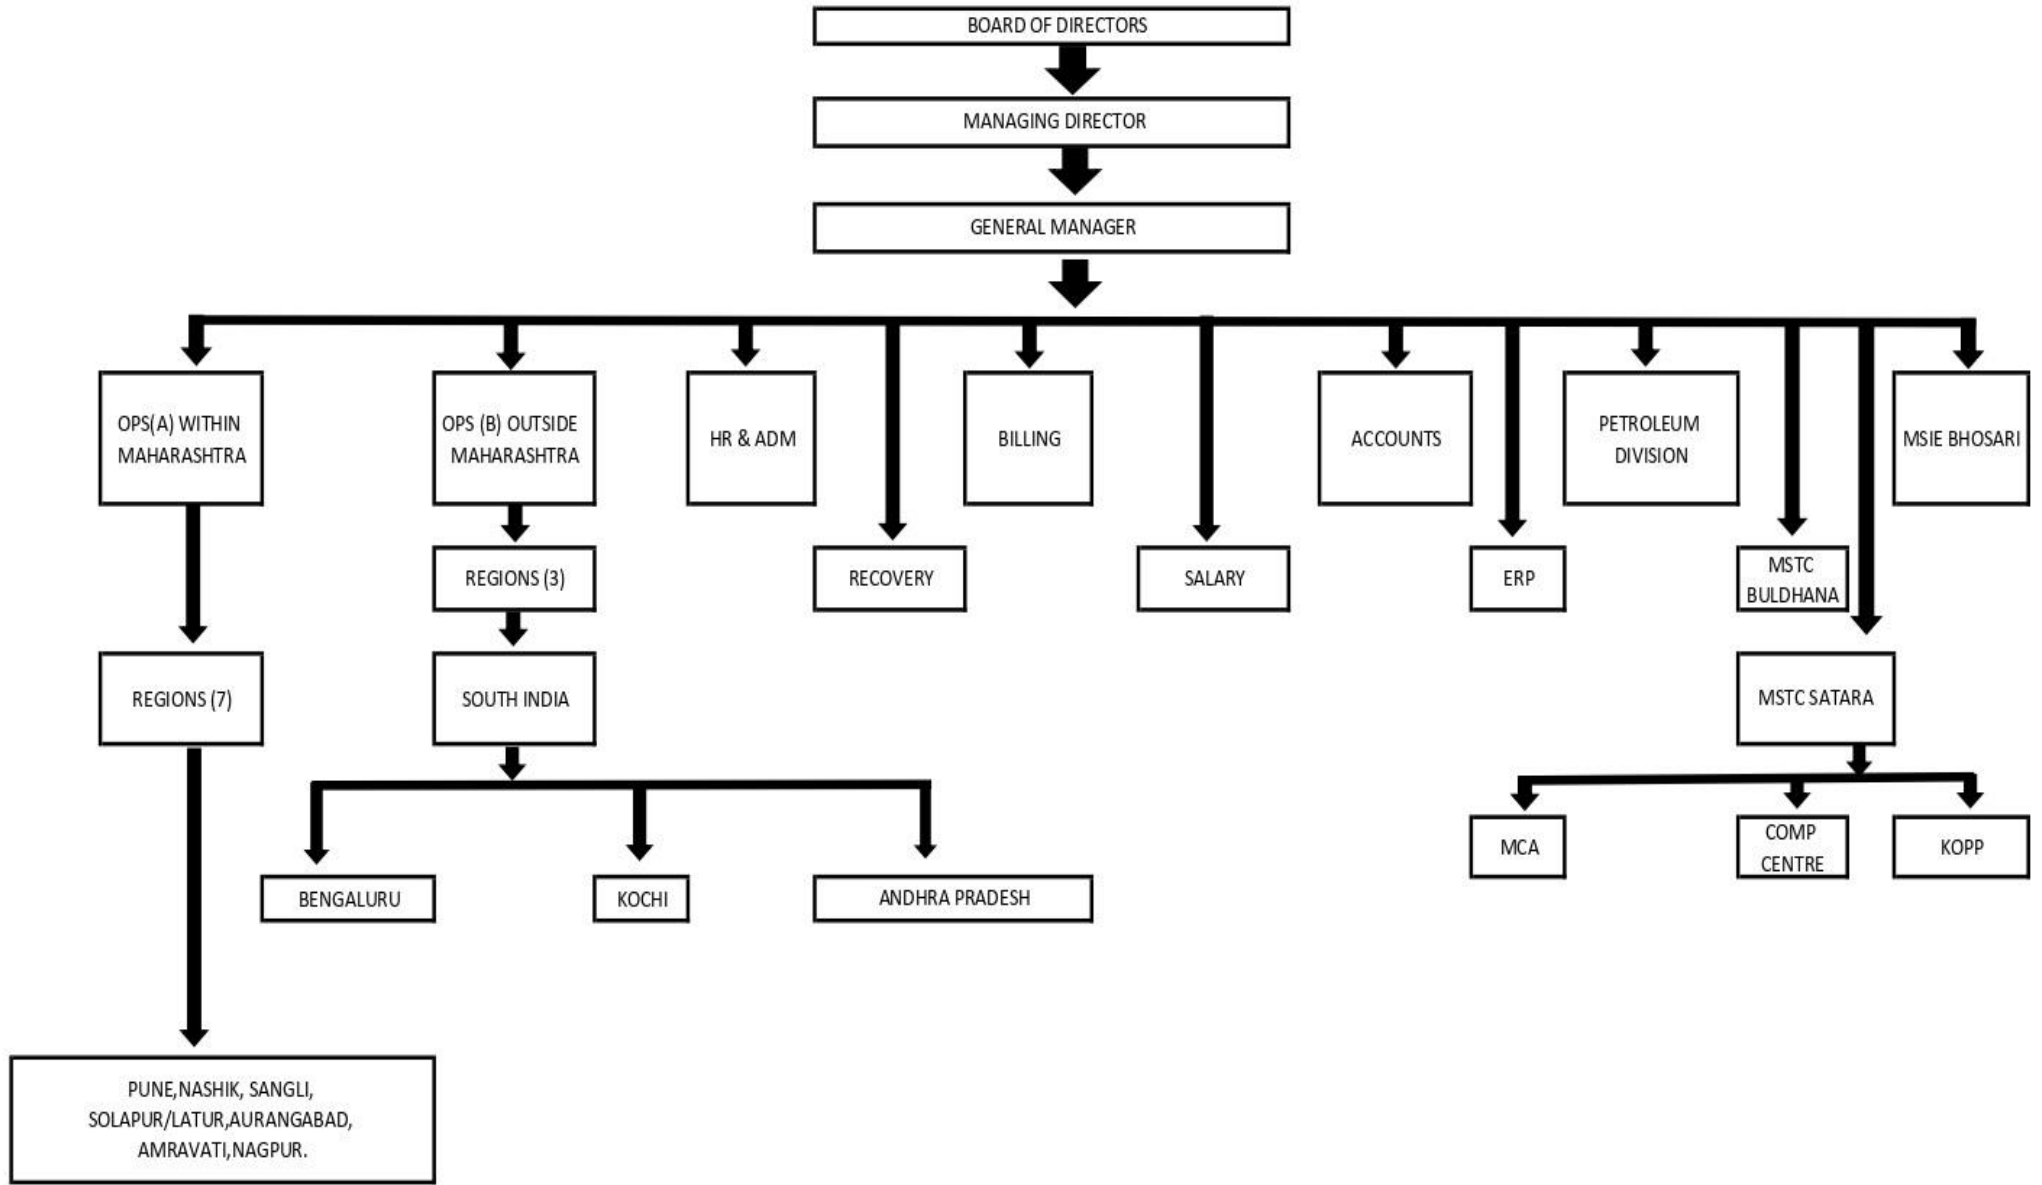 BOARD OF DIRECTORS
MANAGING DIRECTOR
GENERAL MANAGER
OPS(A) WITHIN
MAHARASHTRA
OPS (B) OUTSIDE
MAHARASHTRA
HR & ADM
BILLING
ACCOUNTS
PETROLEUM
DIVISION
MSIE BHOSARI
REGIONS (3)
RECOVERY
SALARY
ERP
MSTC
BULDHANA
REGIONS (7)
SOUTH INDIA
MSTC SATARA
MCA
COMP
CENTRE
KOPP
BENGALURU
KOCHI
ANDHRA PRADESH
PUNE,NASHIK, SANGLI,
SOLAPUR/LATUR,AURANGABAD,
AMRAVATI,NAGPUR.